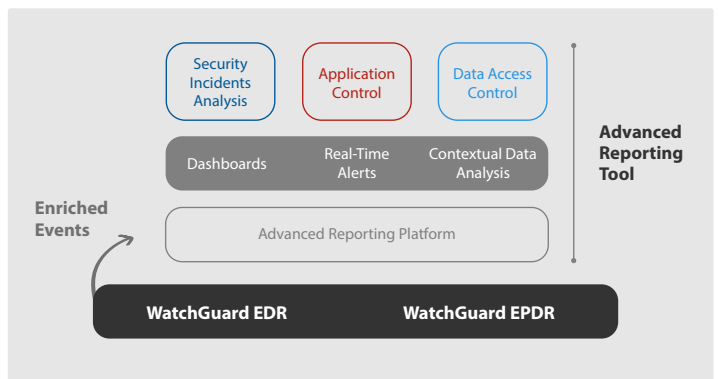 Security
Incidents
Analysis
Application
Control
Data Access
Control
Dashboards
Real-Time
Alerts
Contextual Data
Analysis
Advanced
Reporting
Tool
Enriched
Events
Advanced Reporting Platform
WatchGuard EDR
WatchGuard EPDR